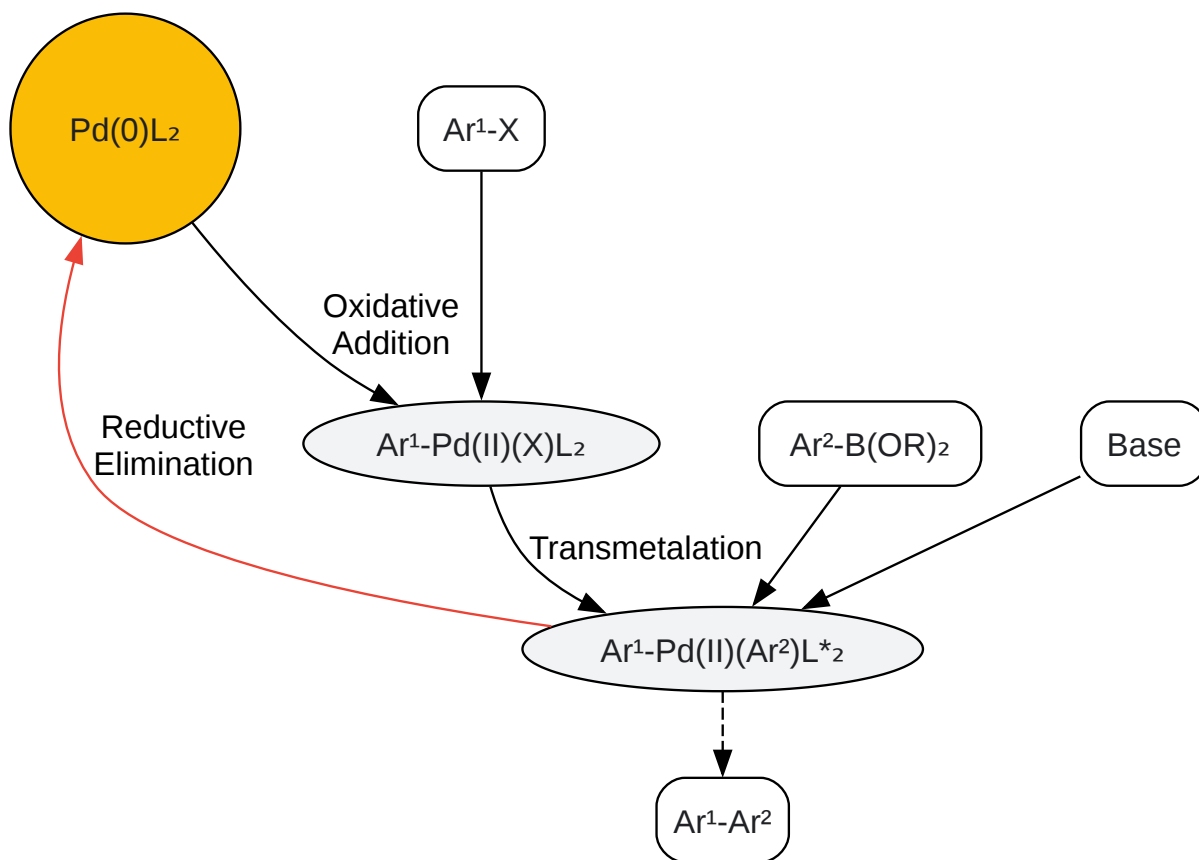 Pd(0)L₂
Ar¹-X
Oxidative
Addition
Reductive
Elimination
Ar¹-Pd(II)(X)L₂
Ar²-B(OR)₂
Base
Transmetalation
Ar¹-Pd(II)(Ar²)L*₂
Ar¹-Ar²